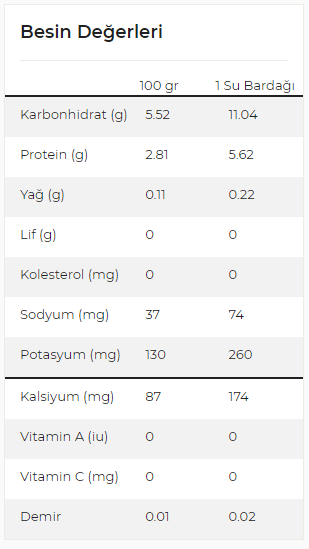 Besin Değerleri
100 gr 1 Su Bardağı
Karbonhidrat (g) 5.52 11.04
Protein (g) 2.81 5.62
Yağ (g) 0.11 0.22
Lif (g) 0 0
Kolesterol (mg) 0 0
Sodyum (mg) 37 74
Potasyum (mg) 130 260
Kalsiyum (mg) 87 174
Vitamin A (iu) 0 0
Vitamin C (mg) 0 0
Demir 0.01 0.02